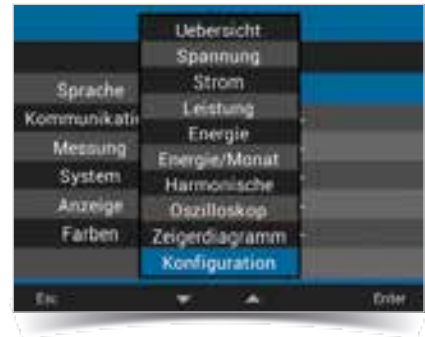 Uebersicht
Spannung
Strom
Leistung
Energie
Energie/Monat
Harmonische
Oszilloskop
Zeigerdiagramm
Konfiguration
Sprache
Kommunikati
Messung
System
Anzeige
Farben
Esc
Enter